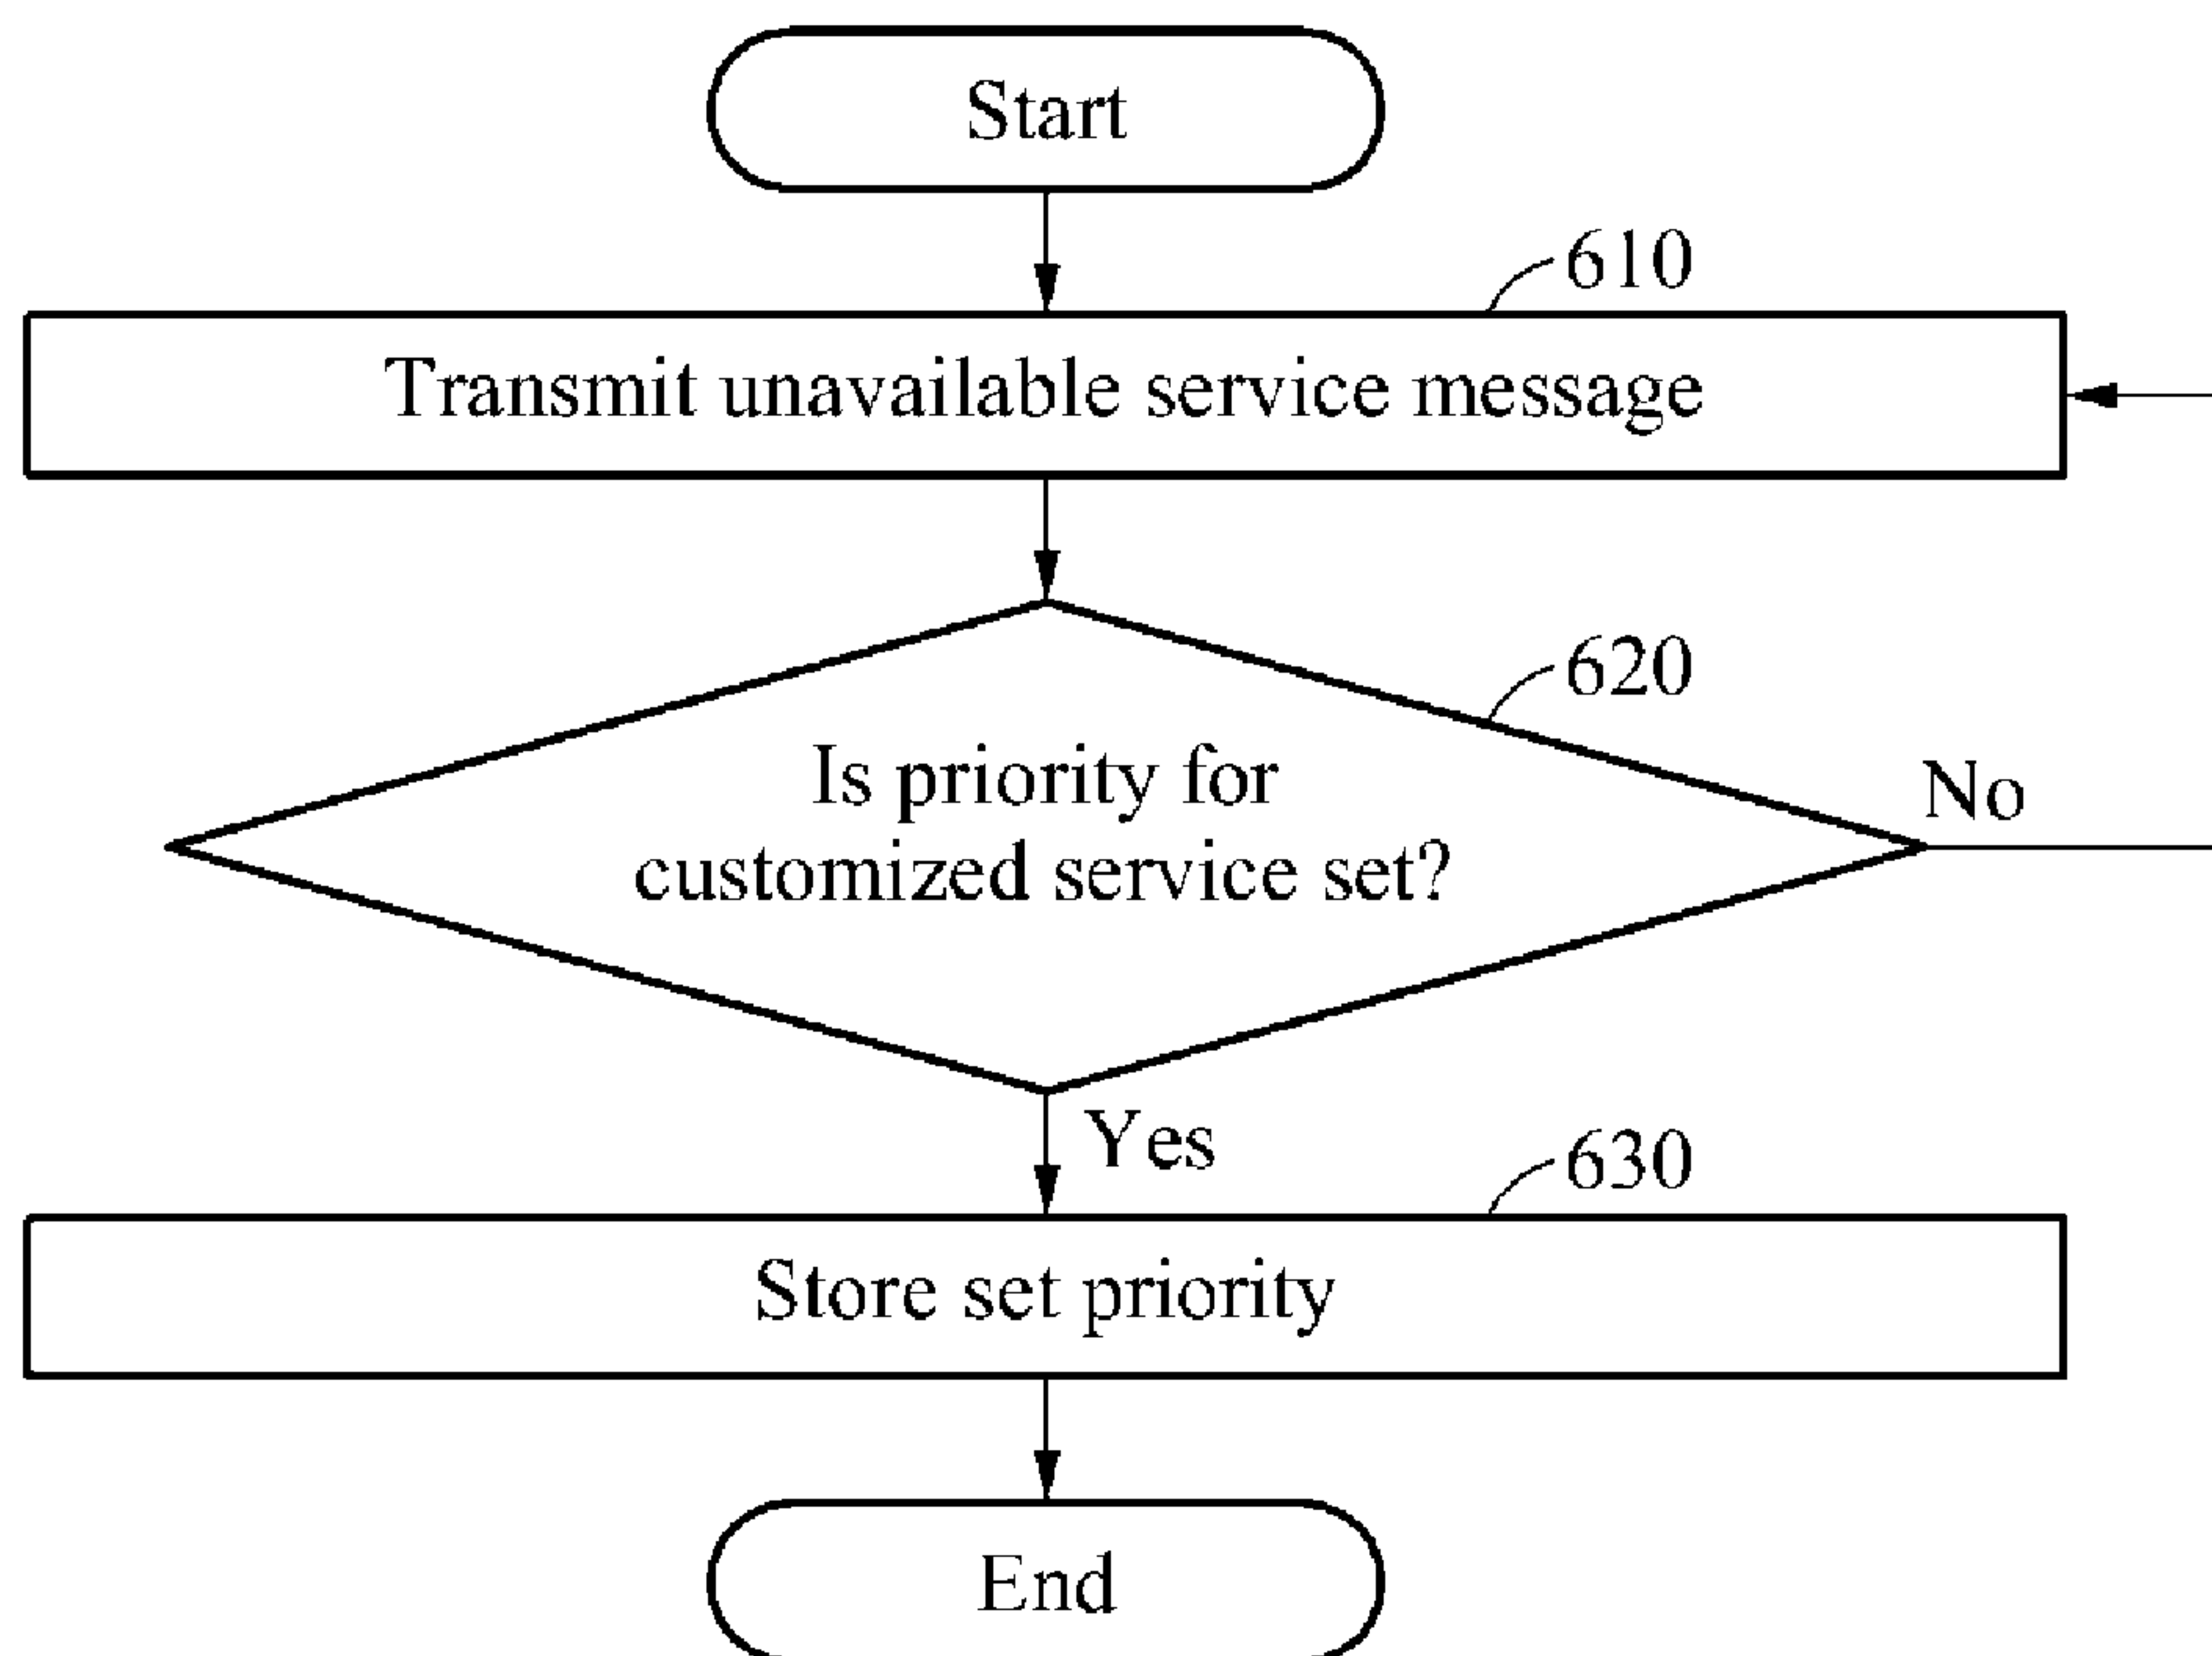 Start
610
Transmit unavailable service message
620
Is priority for
customized service set?
No
Yes
630
Store set priority
End